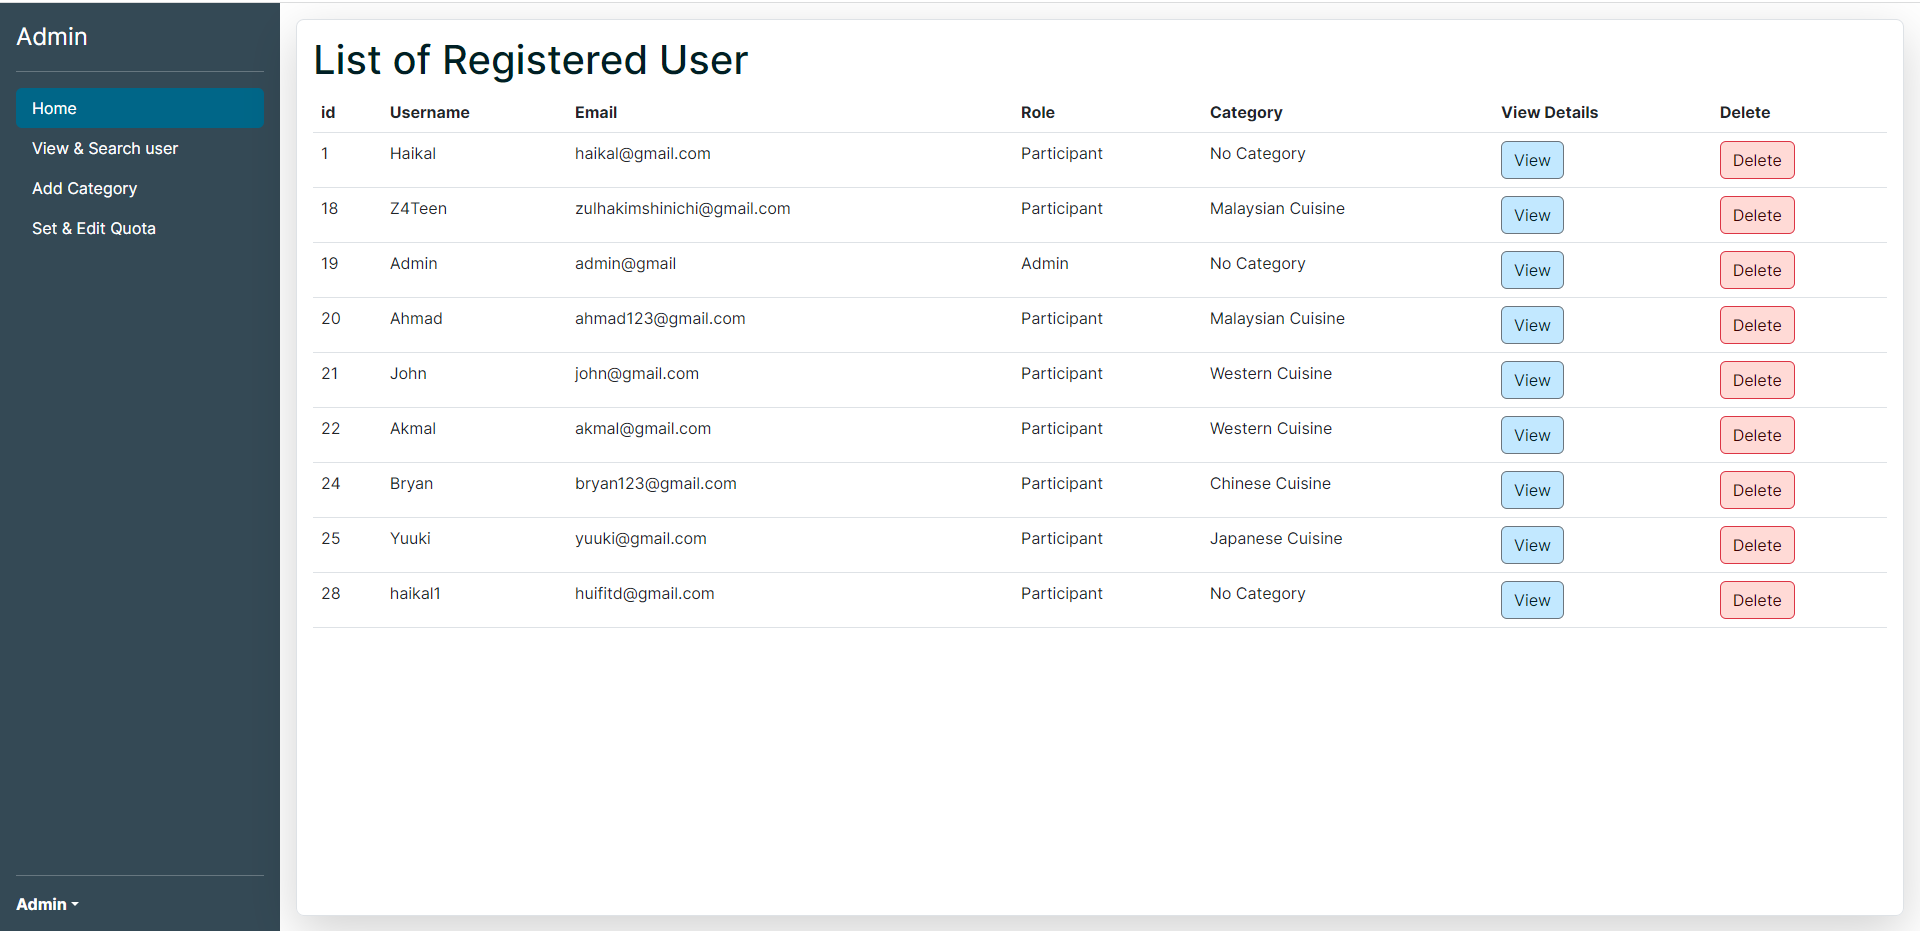 Admin
Home
View & Search user
Add Category
Set & Edit Quota
Admin
List of Registered User
id Username Email Role Category View Details Delete
1 Haikal haikal@gmail.com Participant No Category View Delete
18 Z4Teen zulhakimshinichi@gmail.com Participant Malaysian Cuisine View Delete
19 Admin admin@gmail Admin No Category View Delete
20 Ahmad ahmad123@gmail.com Participant Malaysian Cuisine View Delete
21 John john@gmail.com Participant Western Cuisine View Delete
22 Akmal akmal@gmail.com Participant Western Cuisine View Delete
24 Bryan bryan123@gmail.com Participant Chinese Cuisine View Delete
25 Yuuki yuuki@gmail.com Participant Japanese Cuisine View Delete
28 haikal1 huifitd@gmail.com Participant No Category View Delete